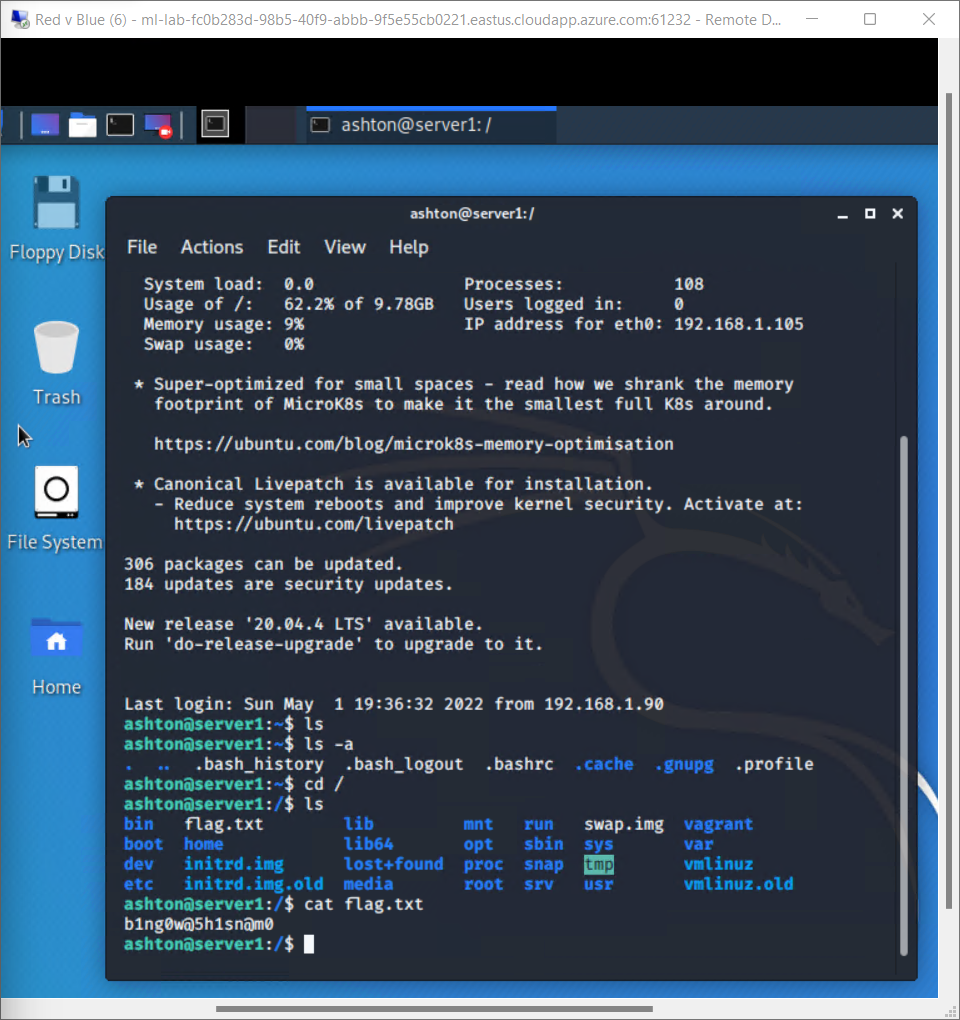 Red v Blue (6) - ml-lab-fc0b283d-98b5-40f9-abbb-9f5e55cb0221.eastus.cloudapp.azure.com:61232 - Remote D...
ashton@server1: /
Floppy Disk
Trash
File System
Home
ashton@server1:/
File Actions Edit View Help
System load: 0.0 Processes: 108
Usage of /: 62.2% of 9.78GB Users logged in: 0
Memory usage: 9% IP address for eth0: 192.168.1.105
Swap usage: 0%
* Super-optimized for small spaces - read how we shrank the memory
footprint of MicroK8s to make it the smallest full K8s around.
https://ubuntu.com/blog/microk8s-memory-optimisation
* Canonical Livepatch is available for installation.
- Reduce system reboots and improve kernel security. Activate at:
https://ubuntu.com/livepatch
306 packages can be updated.
184 updates are security updates.
New release '20.04.4 LTS' available.
Run 'do-release-upgrade' to upgrade to it.
Last login: Sun May  1 19:36:32 2022 from 192.168.1.90
ashton@server1:~$ ls
ashton@server1:~$ ls -a
. .. .bash_history .bash_logout .bashrc .cache .gnupg .profile
ashton@server1:~$ cd /
ashton@server1:/$ ls
bin flag.txt lib mnt run swap.img vagrant
boot home lib64 opt sbin sys var
dev initrd.img lost+found proc snap tmp vmlinuz
etc initrd.img.old media root srv usr vmlinuz.old
ashton@server1:/$ cat flag.txt
b1ng0w@5h1sn@m0
ashton@server1:/$